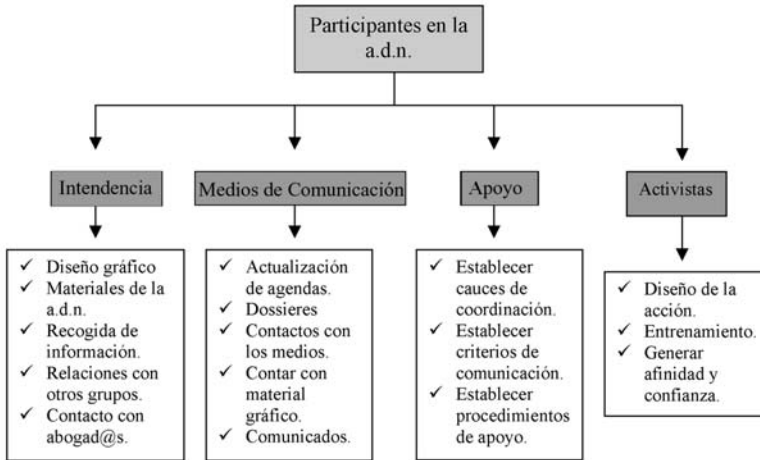 Participantes en la
a.d.n.
Intendencia
Medios de Comunicación
Apoyo
Activistas
✓ Diseño gráfico
✓ Materiales de la
a.d.n.
✓ Recogida de
información.
✓ Relaciones con
otros grupos.
✓ Contacto con
abogad@s.
✓ Actualización
de agendas.
✓ Dossieres
✓ Contactos con
los medios.
✓ Contar con
material
gráfico.
✓ Comunicados.
✓ Establecer
cauces de
coordinación.
✓ Establecer
criterios de
comunicación.
✓ Establecer
procedimientos
de apoyo.
✓ Diseño de la
acción.
✓ Entrenamiento.
✓ Generar
afinidad y
confianza.